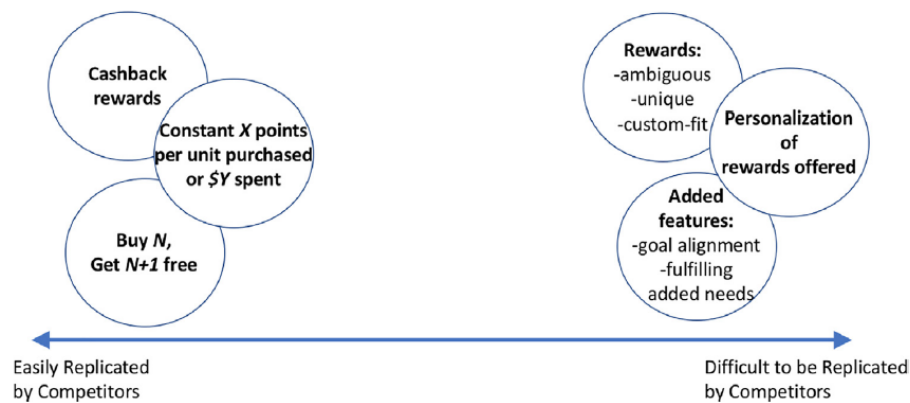 Cashback
rewards
Constant X points
per unit purchased
or $Y spent
Buy N,
Get N+1 free
Rewards:
-ambiguous
-unique
-custom-fit
Personalization
of
rewards offered
Added
features:
-goal alignment
-fulfilling
added needs
Easily Replicated
by Competitors
Difficult to be Replicated
by Competitors